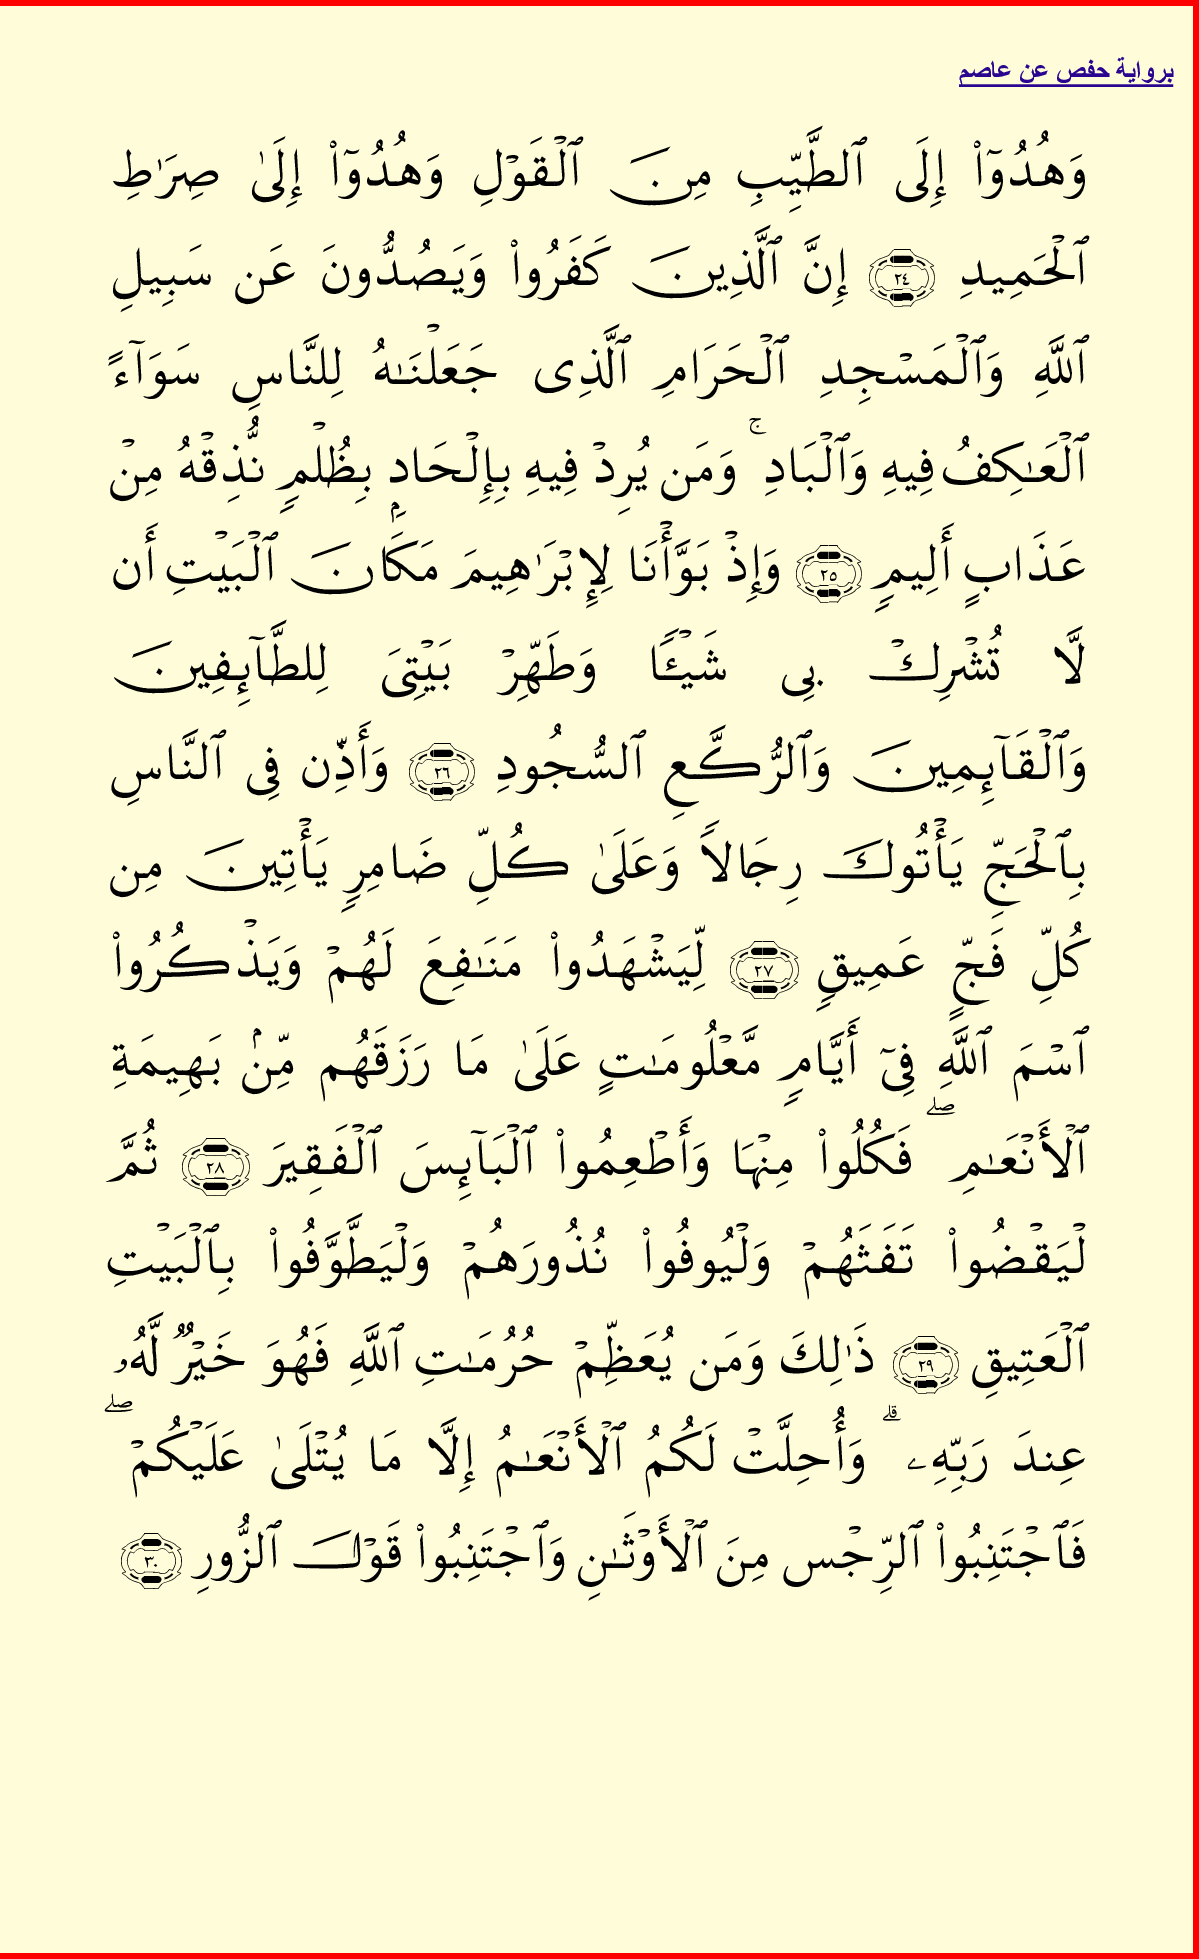 برواية حفص عن عاصم
وَهُدُوٓا۟ إِلَى ٱلطَّيِّبِ مِنَ ٱلْقَوْلِ وَهُدُوٓا۟ إِلَىٰ صِرَٰطِ
ٱلْحَمِيدِ ٢٤ إِنَّ ٱلَّذِينَ كَفَرُوا۟ وَيَصُدُّونَ عَن سَبِيلِ
ٱللَّهِ وَٱلْمَسْجِدِ ٱلْحَرَامِ ٱلَّذِى جَعَلْنَـٰهُ لِلنَّاسِ سَوَآءً
ٱلْعَـٰكِفُ فِيهِ وَٱلْبَادِ ۚ وَمَن يُرِدْ فِيهِ بِإِلْحَادٍۭ بِظُلْمٍ نُّذِقْهُ مِنْ
عَذَابٍ أَلِيمٍ ٢٥ وَإِذْ بَوَّأْنَا لِإِبْرَٰهِيمَ مَكَانَ ٱلْبَيْتِ أَن
لَّا تُشْرِكْ بِى شَيْـًٔا وَطَهِّرْ بَيْتِىَ لِلطَّآئِفِينَ
وَٱلْقَآئِمِينَ وَٱلرُّكَّعِ ٱلسُّجُودِ ٢٦ وَأَذِّن فِى ٱلنَّاسِ
بِٱلْحَجِّ يَأْتُوكَ رِجَالًا وَعَلَىٰ كُلِّ ضَامِرٍ يَأْتِينَ مِن
كُلِّ فَجٍّ عَمِيقٍ ٢٧ لِّيَشْهَدُوا۟ مَنَـٰفِعَ لَهُمْ وَيَذْكُرُوا۟
ٱسْمَ ٱللَّهِ فِىٓ أَيَّامٍ مَّعْلُومَـٰتٍ عَلَىٰ مَا رَزَقَهُم مِّنۢ بَهِيمَةِ
ٱلْأَنْعَـٰمِ ۖ فَكُلُوا۟ مِنْهَا وَأَطْعِمُوا۟ ٱلْبَآئِسَ ٱلْفَقِيرَ ٢٨ ثُمَّ
لْيَقْضُوا۟ تَفَثَهُمْ وَلْيُوفُوا۟ نُذُورَهُمْ وَلْيَطَّوَّفُوا۟ بِٱلْبَيْتِ
ٱلْعَتِيقِ ٢٩ ذَٰلِكَ وَمَن يُعَظِّمْ حُرُمَـٰتِ ٱللَّهِ فَهُوَ خَيْرٌ لَّهُۥ
عِندَ رَبِّهِۦ ۗ وَأُحِلَّتْ لَكُمُ ٱلْأَنْعَـٰمُ إِلَّا مَا يُتْلَىٰ عَلَيْكُمْ ۖ
فَٱجْتَنِبُوا۟ ٱلرِّجْسَ مِنَ ٱلْأَوْثَـٰنِ وَٱجْتَنِبُوا۟ قَوْلَ ٱلزُّورِ ٣٠